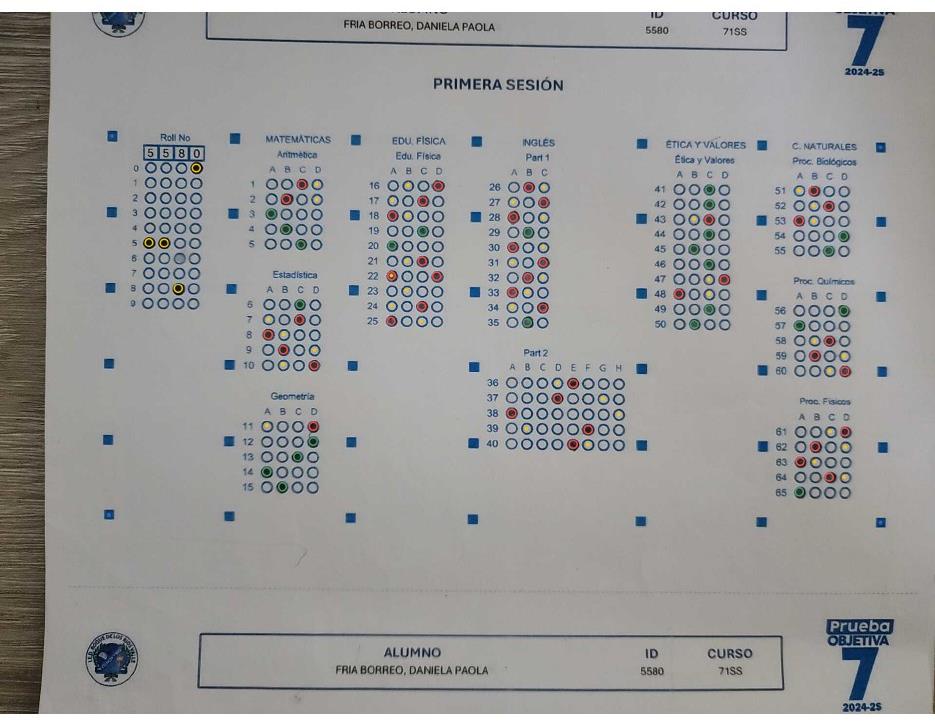 FRIA BORREO, DANIELA PAOLA
ID
5580
CURSO
71SS
OBJETIVA
7
2024-2S
PRIMERA SESIÓN
Roll No
5 5 8 0
0
1
2
3
4
5
6
7
8
9
MATEMÁTICAS
Aritmética
A B C D
1
2
3
4
5
Estadística
A B C D
6
7
8
9
10
Geometría
A B C D
11
12
13
14
15
EDU. FÍSICA
Edu. Física
A B C D
16
17
18
19
20
21
22
23
24
25
INGLÉS
Part 1
A B C
26
27
28
29
30
31
32
33
34
35
Part 2
A B C D E F G H
36
37
38
39
40
ÉTICA Y VALORES
Ética y Valores
A B C D
41
42
43
44
45
46
47
48
49
50
C. NATURALES
Proc. Biológicos
A B C D
51
52
53
54
55
Proc. Químicos
A B C D
56
57
58
59
60
Proc. Físicos
A B C D
61
62
63
64
65
ALUMNO
FRIA BORREO, DANIELA PAOLA
ID
5580
CURSO
71SS
Prueba
OBJETIVA
7
2024-2S